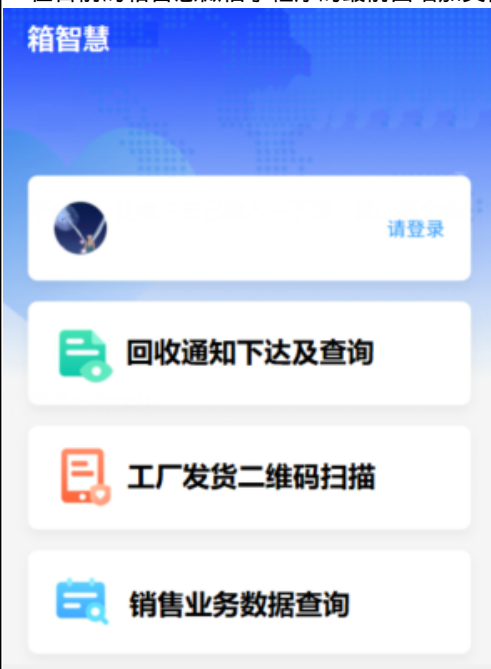 箱智慧
请登录
回收通知下达及查询
工厂发货二维码扫描
销售业务数据查询